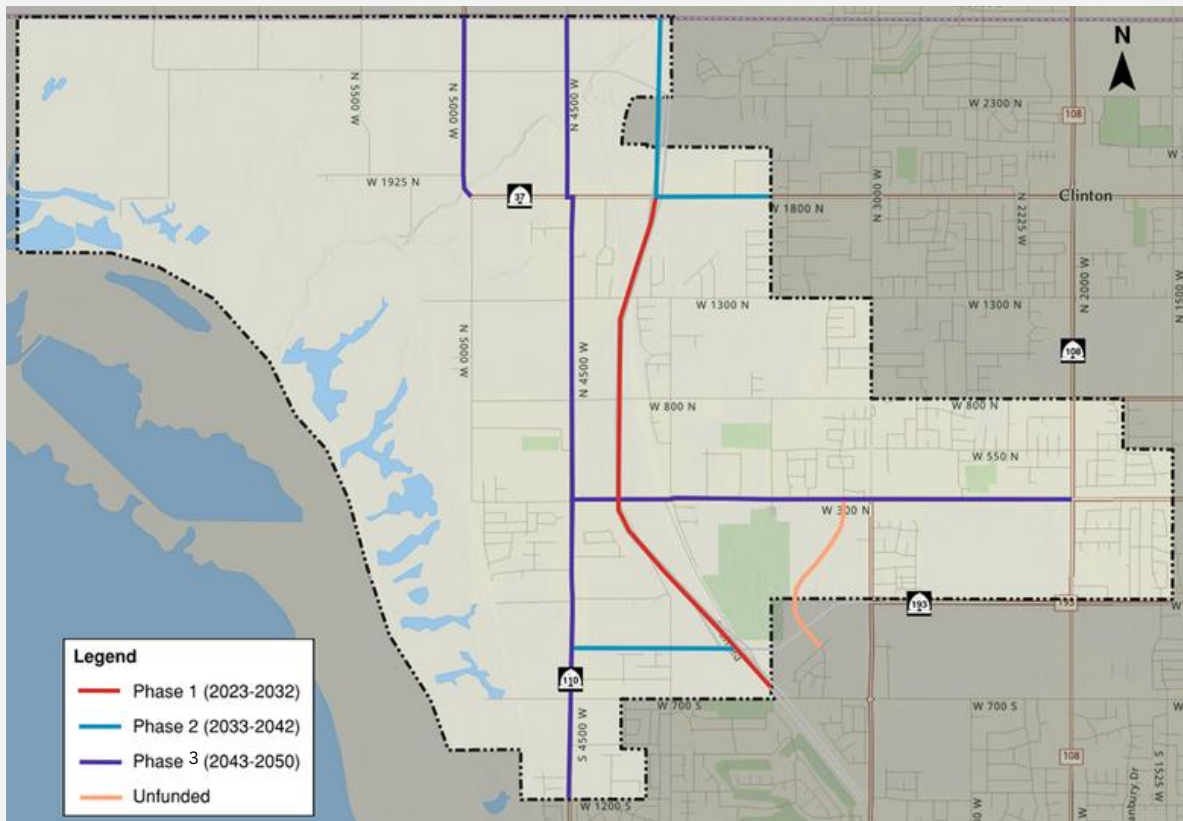 N
W 2300 N
108
N 5500 W
N 5000 W
N 4500 W
W 1925 N
37
W 1800 N
N 3000 W
N 2225 W
Clinton
N 2000 W
N 1500 W
W 1300 N
W 1300 N
N 5000 W
N 4500 W
108
W 800 N
W 800 N
W 550 N
W 300 N
193
193
110
S 4500 W
W 700 S
W 700 S
108
W 1200 S
S 1525 W
Legend
Phase 1 (2023-2032)
Phase 2 (2033-2042)
Phase 3 (2043-2050)
Unfunded